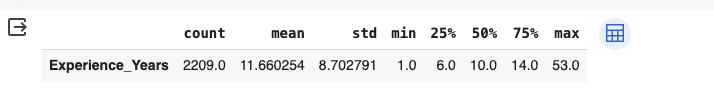 count mean std min 25% 50% 75% max
Experience_Years 2209.0 11.660254 8.702791 1.0 6.0 10.0 14.0 53.0